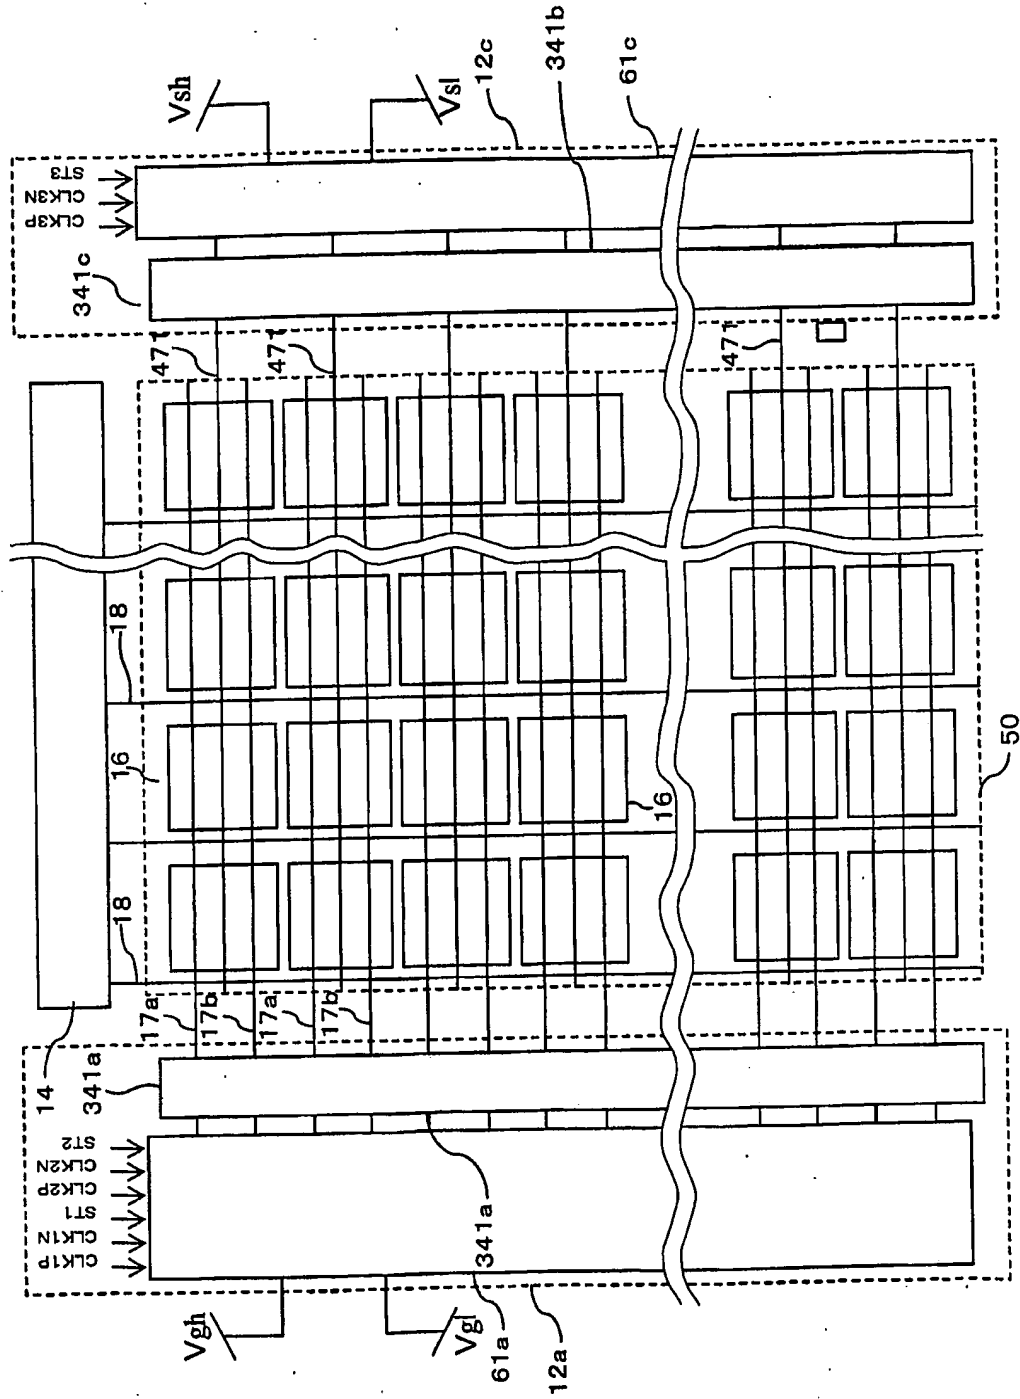 Vsh
Vsl
12c
341b
61c
ST3
CLK3N
CLK3P
341c
471
471
471
18
16
16
50
18
17a
17b
17a
17b
14
341a
ST2
CLK2N
CLK2P
ST1
CLK1N
CLK1P
341a
Vgh
Vgl
61a
12a